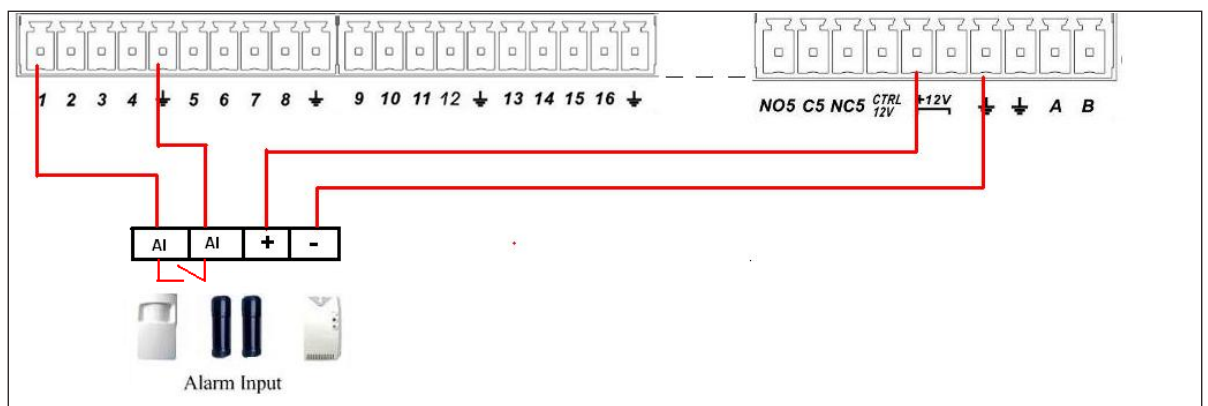 1 2 3 4 ⏚ 5 6 7 8 ⏚ 9 10 11 12 ⏚ 13 14 15 16 ⏚
NO5 C5 NC5 CTRL 12V +12V ⏚ ⏚ A B
AI AI + -
Alarm Input